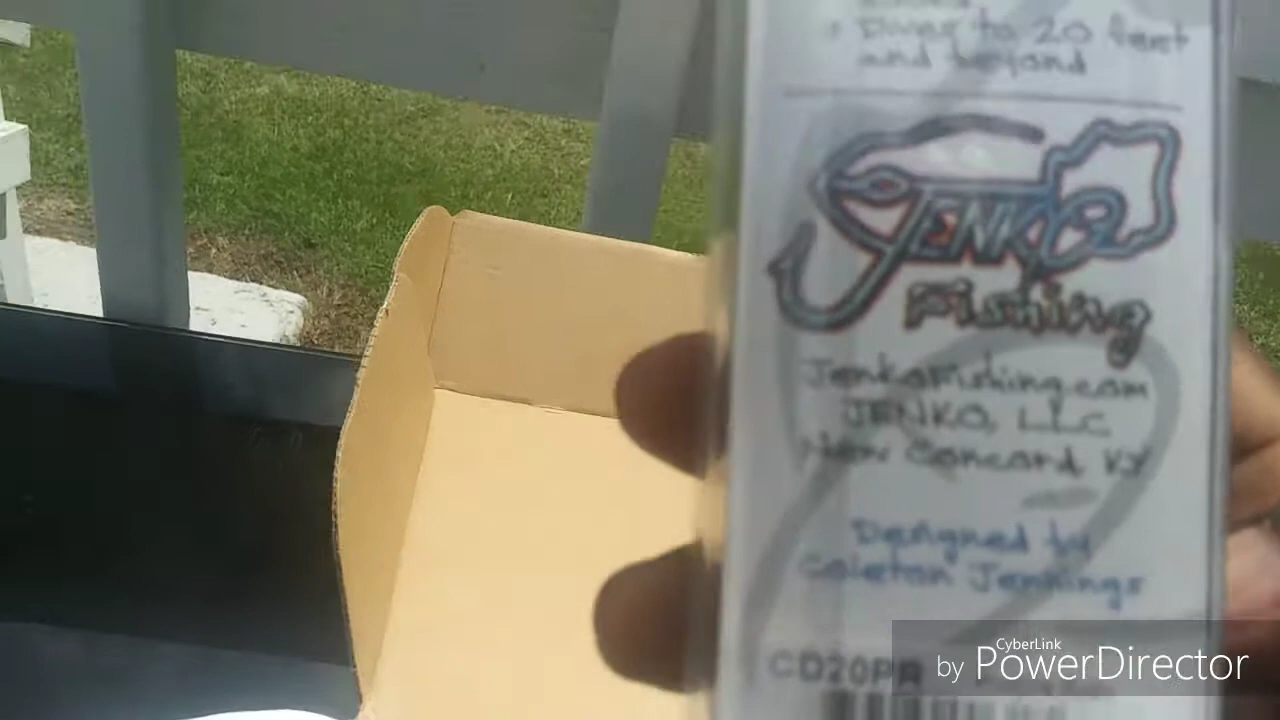 Dives to 20 feet
and beyond
JENKO
Fishing
JenkoFishing.com
JENKO, LLC
New Concord KY
Designed by
Coleton Jennings
CD20PR
CyberLink
by PowerDirector